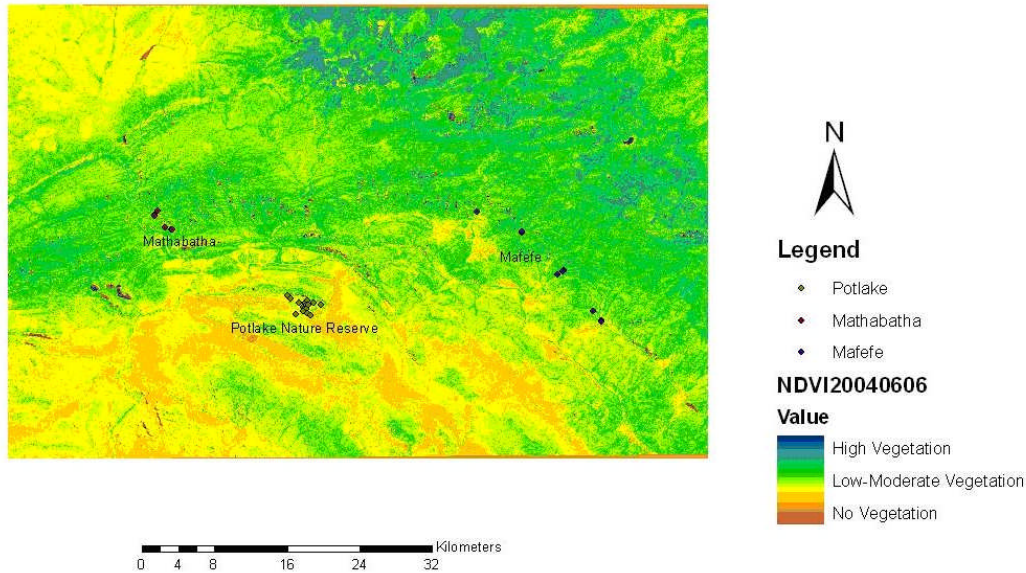 Mathabatha
Mafefe
Potlake Nature Reserve
N
Legend
Potlake
Mathabatha
Mafefe
NDVI20040606
Value
High Vegetation
Low-Moderate Vegetation
No Vegetation
Kilometers
0 4 8 16 24 32